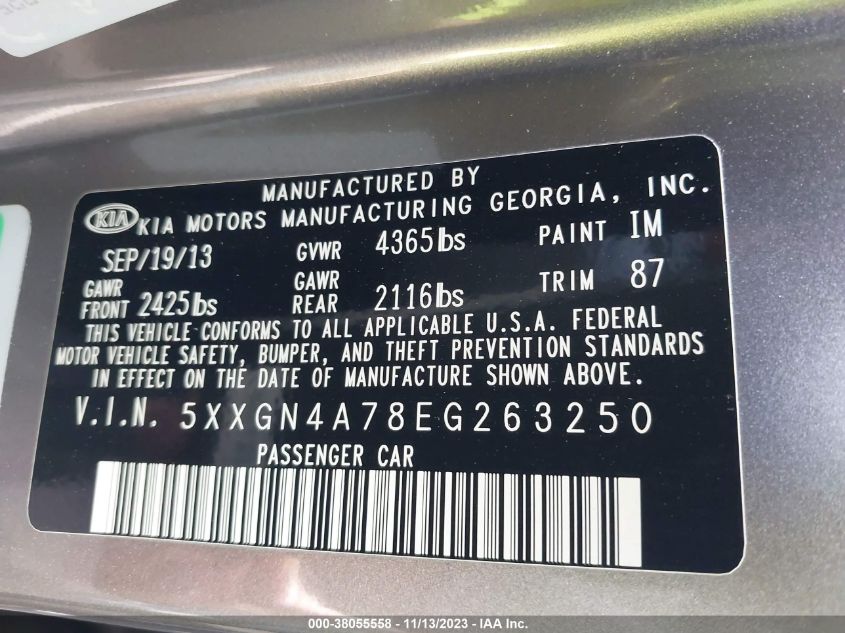 MANUFACTURED BY
KIA KIA MOTORS MANUFACTURING GEORGIA, INC.
SEP/19/13 GVWR 4365lbs PAINT IM
GAWR FRONT 2425lbs GAWR REAR 2116lbs TRIM 87
THIS VEHICLE CONFORMS TO ALL APPLICABLE U.S.A. FEDERAL
MOTOR VEHICLE SAFETY, BUMPER, AND THEFT PREVENTION STANDARDS
IN EFFECT ON THE DATE OF MANUFACTURE SHOWN ABOVE.
V.I.N. 5XXGN4A78EG263250
PASSENGER CAR
000-38055558 - 11/13/2023 - IAA Inc.